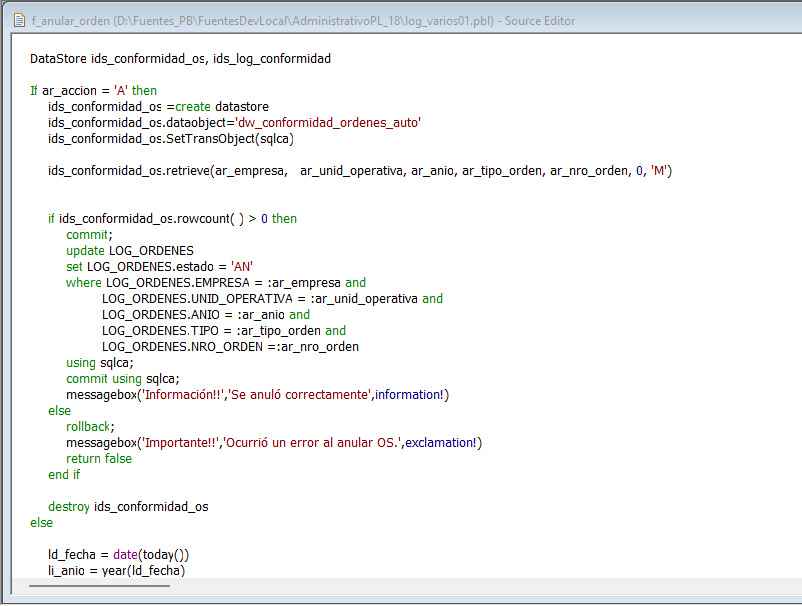 f_anular_orden (D:\Fuentes_PB\FuentesDevLocal\AdministrativoPL_18\log_varios01.pbl) - Source Editor
DataStore ids_conformidad_os, ids_log_conformidad
If ar_accion = 'A' then
ids_conformidad_os =create datastore
ids_conformidad_os.dataobject='dw_conformidad_ordenes_auto'
ids_conformidad_os.SetTransObject(sqlca)
ids_conformidad_os.retrieve(ar_empresa,   ar_unid_operativa, ar_anio, ar_tipo_orden, ar_nro_orden, 0, 'M')
if ids_conformidad_os.rowcount( ) > 0 then
commit;
update LOG_ORDENES
set LOG_ORDENES.estado = 'AN'
where LOG_ORDENES.EMPRESA = :ar_empresa and
LOG_ORDENES.UNID_OPERATIVA = :ar_unid_operativa and
LOG_ORDENES.ANIO = :ar_anio and
LOG_ORDENES.TIPO = :ar_tipo_orden and
LOG_ORDENES.NRO_ORDEN =:ar_nro_orden
using sqlca;
commit using sqlca;
messagebox('Información!!','Se anuló correctamente',information!)
else
rollback;
messagebox('Importante!!','Ocurrió un error al anular OS.',exclamation!)
return false
end if
destroy ids_conformidad_os
else
ld_fecha = date(today())
li_anio = year(ld_fecha)